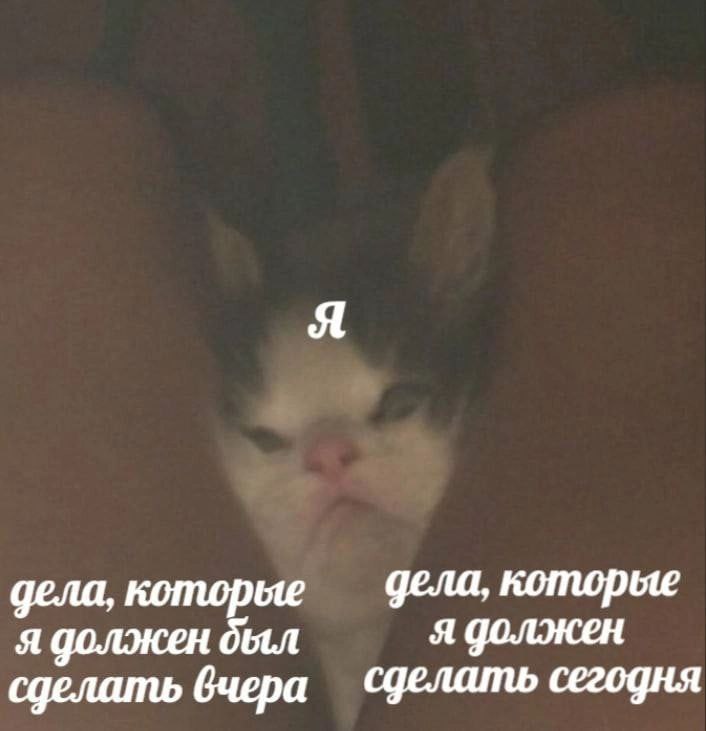 я
дела, которые
я должен был
сделать вчера
дела, которые
я должен
сделать сегодня